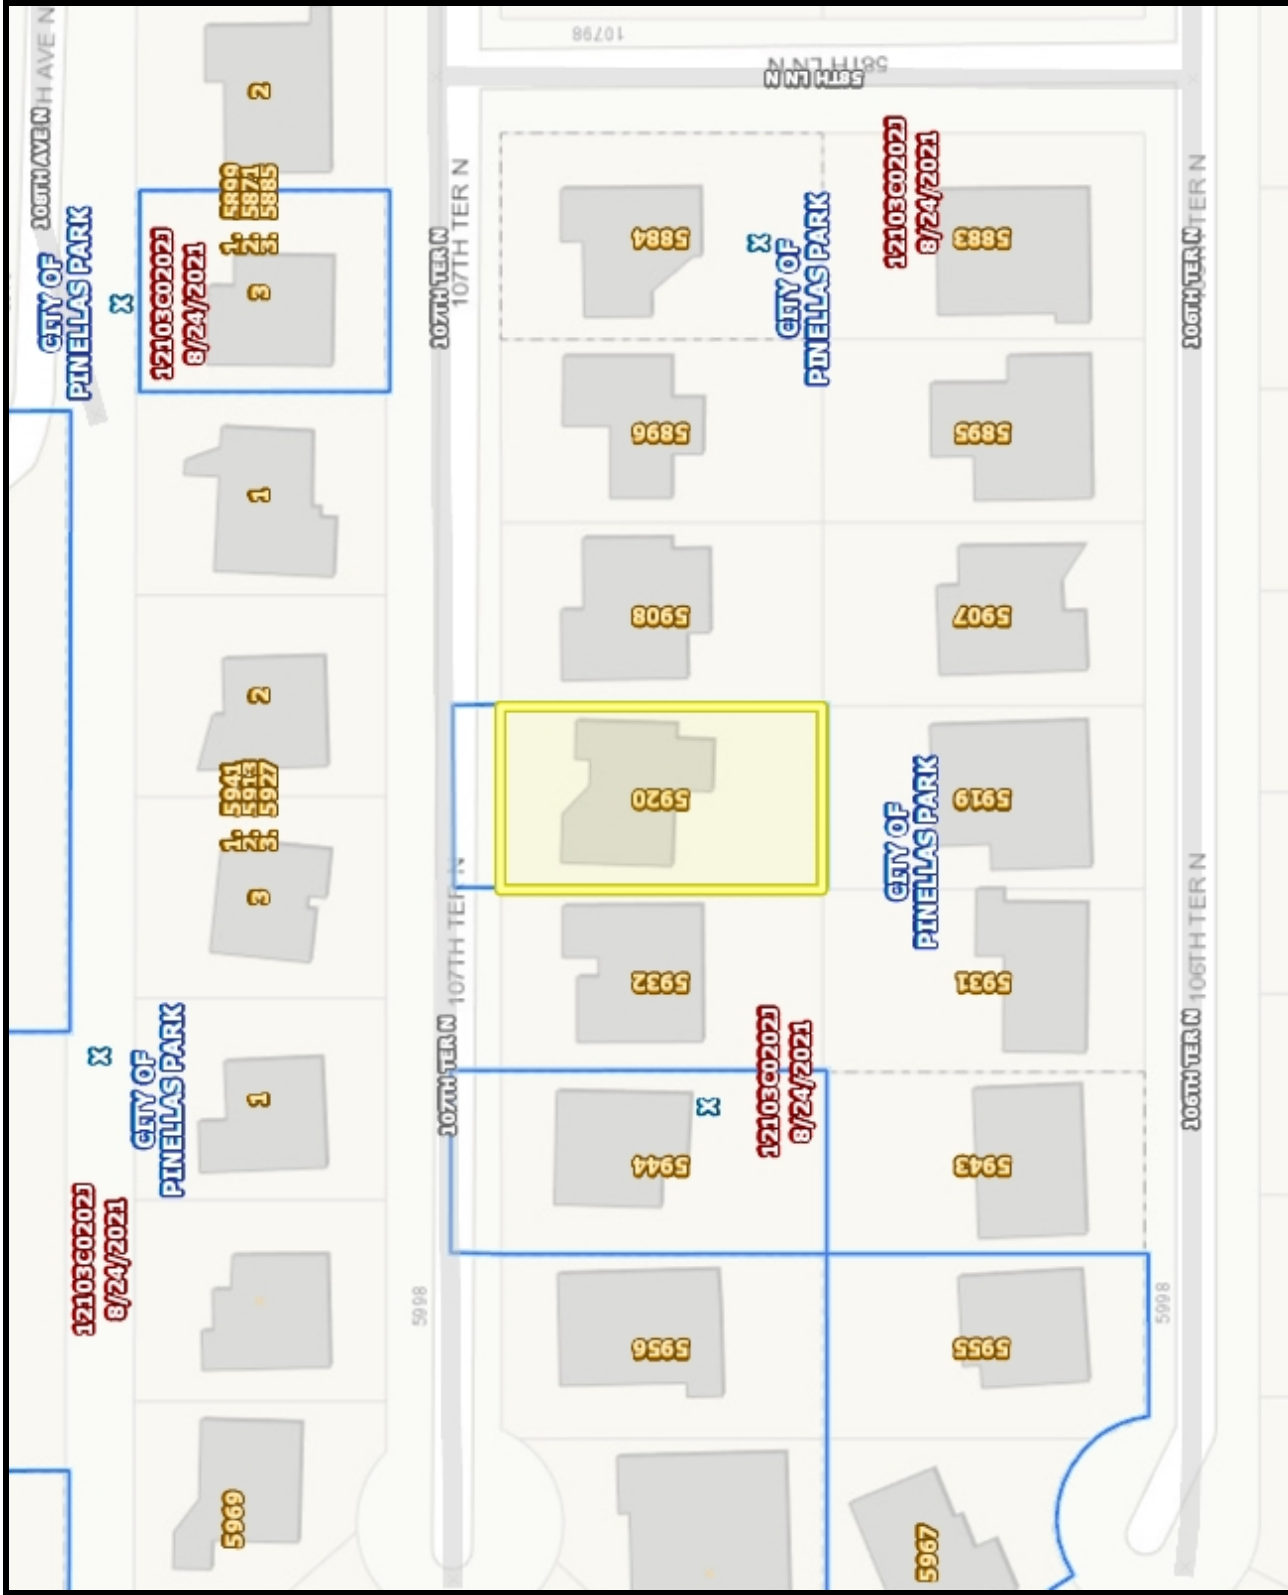 10798
58TH LN N
58TH LN N
H AVE N
108TH AVE N
2
5899
5871
5885
1.
2.
3.
3
12103C0202J
8/24/2021
CITY OF
PINELLAS PARK
X
107TH TER N
107TH TER N
5884
X
CITY OF
PINELLAS PARK
12103C0202J
8/24/2021
5883
106TH TER N
TER N
5896
5895
1
5908
5907
2
5941
5913
5927
1.
2.
3.
3
5920
5919
CITY OF
PINELLAS PARK
107TH TER N
107TH TER N
5932
5931
106TH TER N
106TH TER N
X
CITY OF
PINELLAS PARK
1
X
12103C0202J
8/24/2021
5944
5943
12103C0202J
8/24/2021
5998
5998
5956
5955
5969
5967